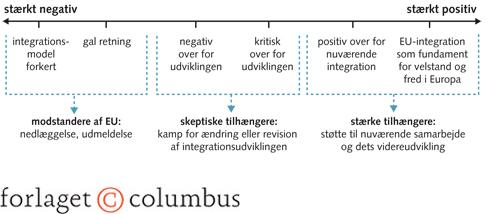 stærkt negativ stærkt positiv
integrations-
model
forkert
gal retning
negativ
over for
udviklingen
kritisk
over for
udviklingen
positiv over for
nuværende
integration
EU-integration
som fundament
for velstand og
fred i Europa
modstandere af EU:
nedlæggelse, udmeldelse
skeptiske tilhængere:
kamp for ændring eller revision
af integrationsudviklingen
stærke tilhængere:
støtte til nuværende samarbejde
og dets videreudvikling
forlaget © columbus